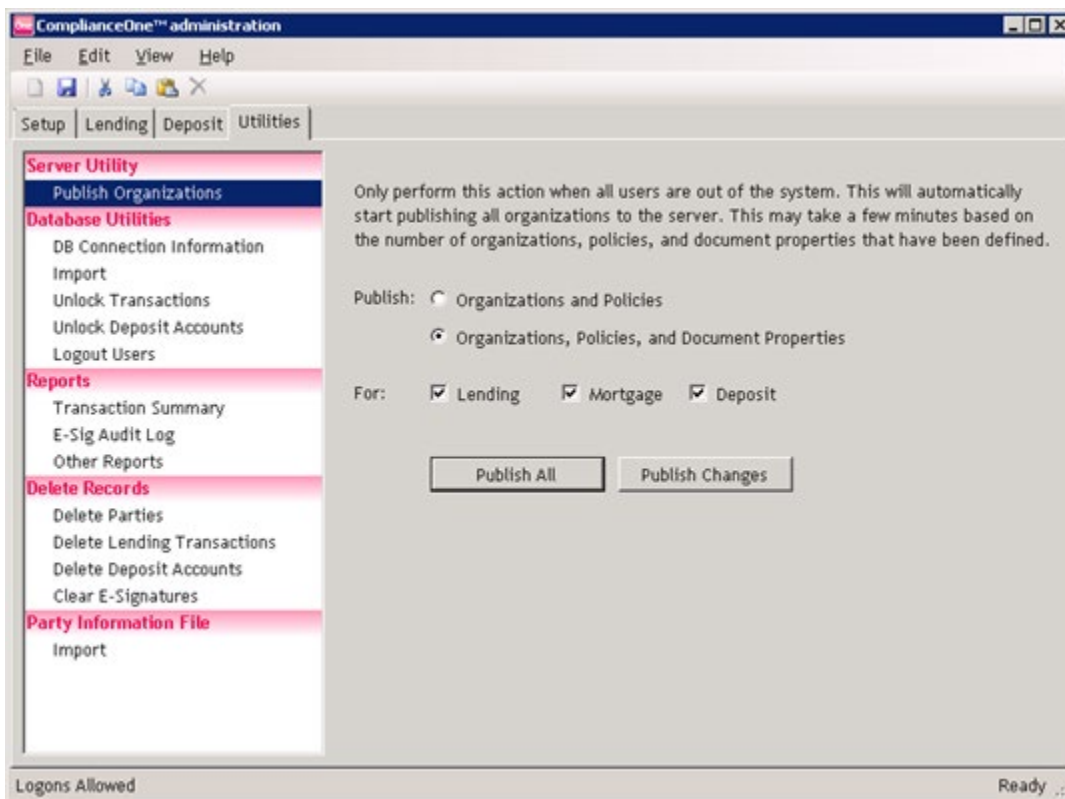 ComplianceOne™ administration
File Edit View Help
Setup Lending Deposit Utilities
Server Utility
Publish Organizations
Database Utilities
DB Connection Information
Import
Unlock Transactions
Unlock Deposit Accounts
Logout Users
Reports
Transaction Summary
E-Sig Audit Log
Other Reports
Delete Records
Delete Parties
Delete Lending Transactions
Delete Deposit Accounts
Clear E-Signatures
Party Information File
Import
Only perform this action when all users are out of the system. This will automatically
start publishing all organizations to the server. This may take a few minutes based on
the number of organizations, policies, and document properties that have been defined.
Publish: Organizations and Policies
Organizations, Policies, and Document Properties
For: Lending Mortgage Deposit
Publish All Publish Changes
Logons Allowed Ready